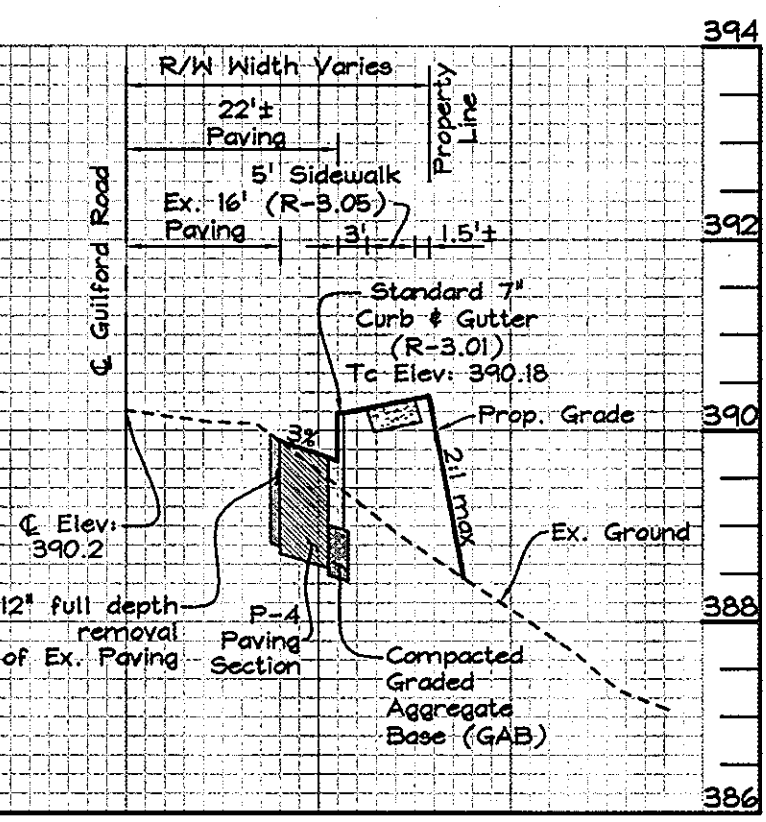 394
R/W Width Varies
Property
Line
22'±
Paving
5' Sidewalk
Ex. 16' (R-3.05)
Paving
3'
1.5'±
392
℄ Guilford Road
Standard 7"
Curb & Gutter
(R-3.01)
Tc Elev: 390.18
390
Prop. Grade
3%
2:1 max
℄ Elev:
390.2
Ex. Ground
12" full depth
removal
of Ex. Paving
P-4
Paving
Section
388
Compacted
Graded
Aggregate
Base (GAB)
386